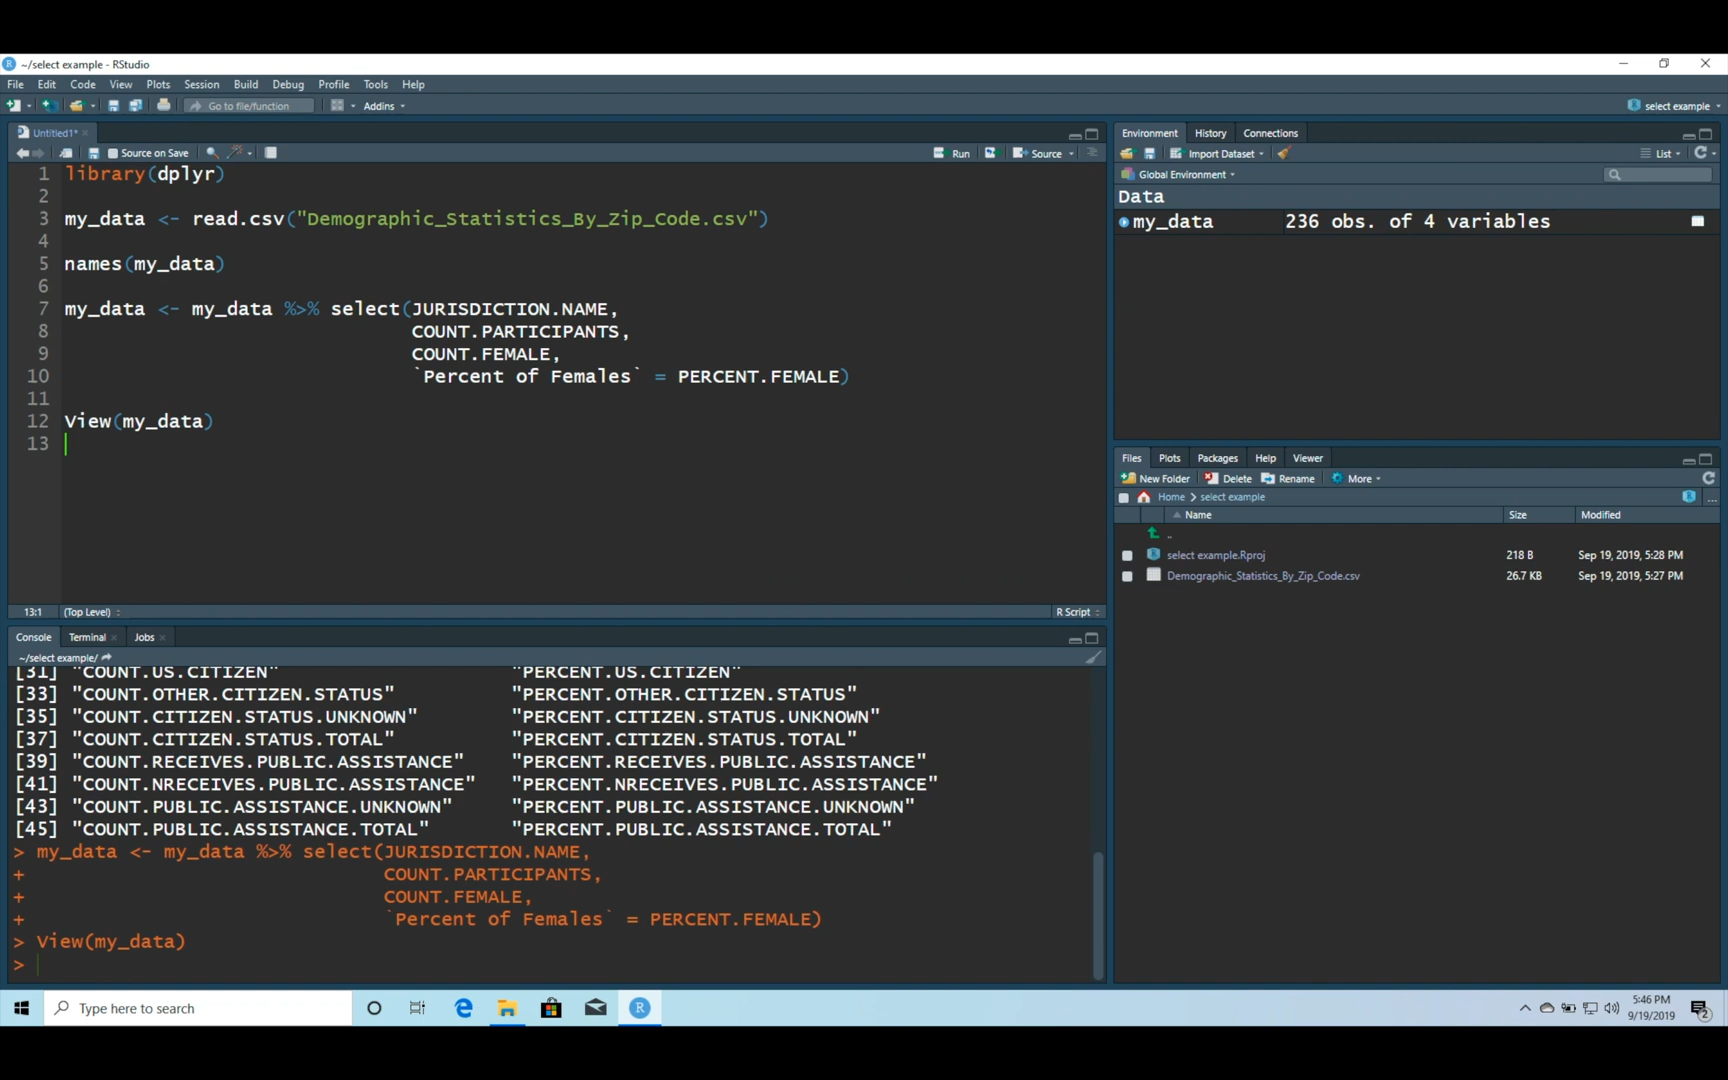 ~/select example - RStudio
File Edit Code View Plots Session Build Debug Profile Tools Help
Go to file/function Addins select example
Untitled1*
Source on Save Run Source
1 library(dplyr)
2
3 my_data <- read.csv("Demographic_Statistics_By_Zip_Code.csv")
4
5 names(my_data)
6
7 my_data <- my_data %>% select(JURISDICTION.NAME,
8 COUNT.PARTICIPANTS,
9 COUNT.FEMALE,
10 `Percent of Females` = PERCENT.FEMALE)
11
12 View(my_data)
13
13:1 (Top Level) R Script
Console Terminal Jobs
~/select example/
[31] "COUNT.US.CITIZEN" "PERCENT.US.CITIZEN"
[33] "COUNT.OTHER.CITIZEN.STATUS" "PERCENT.OTHER.CITIZEN.STATUS"
[35] "COUNT.CITIZEN.STATUS.UNKNOWN" "PERCENT.CITIZEN.STATUS.UNKNOWN"
[37] "COUNT.CITIZEN.STATUS.TOTAL" "PERCENT.CITIZEN.STATUS.TOTAL"
[39] "COUNT.RECEIVES.PUBLIC.ASSISTANCE" "PERCENT.RECEIVES.PUBLIC.ASSISTANCE"
[41] "COUNT.NRECEIVES.PUBLIC.ASSISTANCE" "PERCENT.NRECEIVES.PUBLIC.ASSISTANCE"
[43] "COUNT.PUBLIC.ASSISTANCE.UNKNOWN" "PERCENT.PUBLIC.ASSISTANCE.UNKNOWN"
[45] "COUNT.PUBLIC.ASSISTANCE.TOTAL" "PERCENT.PUBLIC.ASSISTANCE.TOTAL"
> my_data <- my_data %>% select(JURISDICTION.NAME,
+ COUNT.PARTICIPANTS,
+ COUNT.FEMALE,
+ `Percent of Females` = PERCENT.FEMALE)
> View(my_data)
>
Environment History Connections
Import Dataset List
Global Environment
Data
my_data 236 obs. of 4 variables
Files Plots Packages Help Viewer
New Folder Delete Rename More
Home > select example ...
Name Size Modified
..
select example.Rproj 218 B Sep 19, 2019, 5:28 PM
Demographic_Statistics_By_Zip_Code.csv 26.7 KB Sep 19, 2019, 5:27 PM
Type here to search
5:46 PM
9/19/2019
2